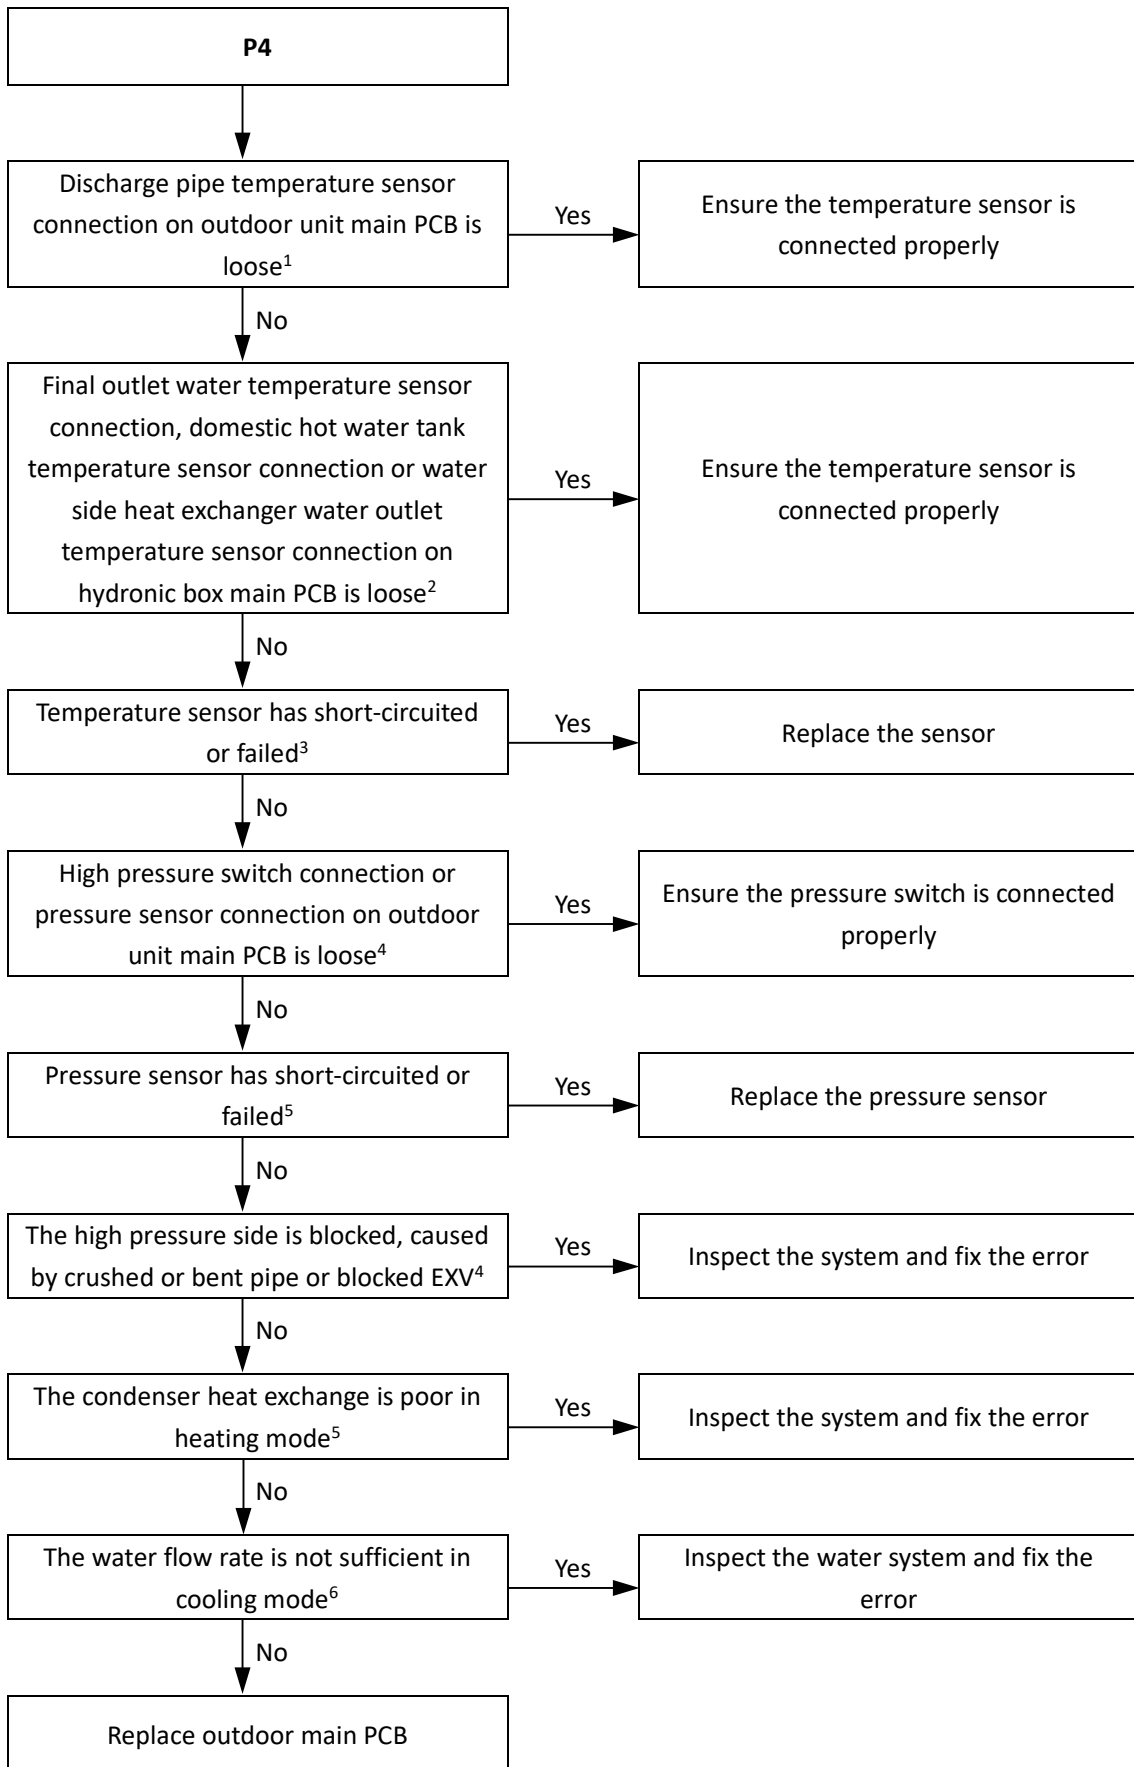 P4
Discharge pipe temperature sensor
connection on outdoor unit main PCB is
loose¹
Yes
Ensure the temperature sensor is
connected properly
No
Final outlet water temperature sensor
connection, domestic hot water tank
temperature sensor connection or water
side heat exchanger water outlet
temperature sensor connection on
hydronic box main PCB is loose²
Yes
Ensure the temperature sensor is
connected properly
No
Temperature sensor has short-circuited
or failed³
Yes
Replace the sensor
No
High pressure switch connection or
pressure sensor connection on outdoor
unit main PCB is loose⁴
Yes
Ensure the pressure switch is connected
properly
No
Pressure sensor has short-circuited or
failed⁵
Yes
Replace the pressure sensor
No
The high pressure side is blocked, caused
by crushed or bent pipe or blocked EXV⁴
Yes
Inspect the system and fix the error
No
The condenser heat exchange is poor in
heating mode⁵
Yes
Inspect the system and fix the error
No
The water flow rate is not sufficient in
cooling mode⁶
Yes
Inspect the water system and fix the
error
No
Replace outdoor main PCB